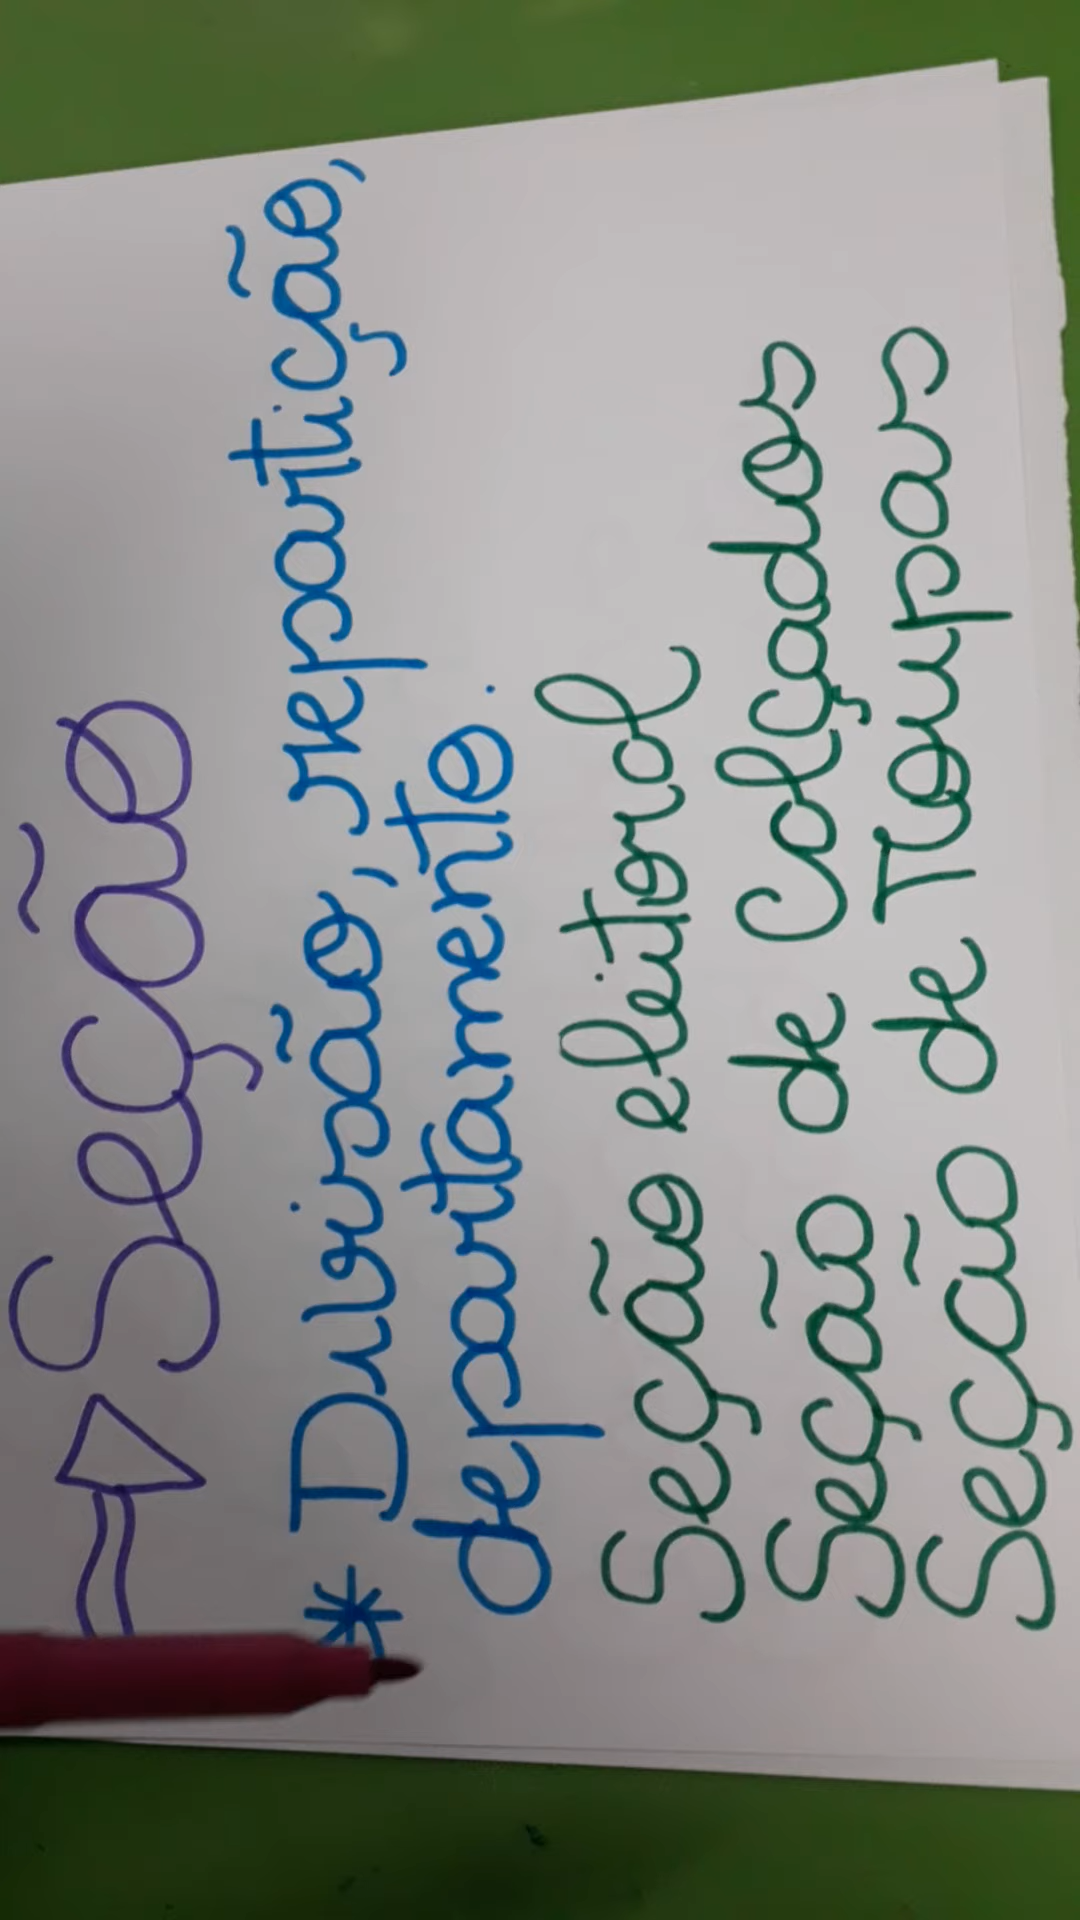 Seção
* Divisão, repartição,
departamento.
Seção eleitoral
Seção de Calçados
Seção de Roupas